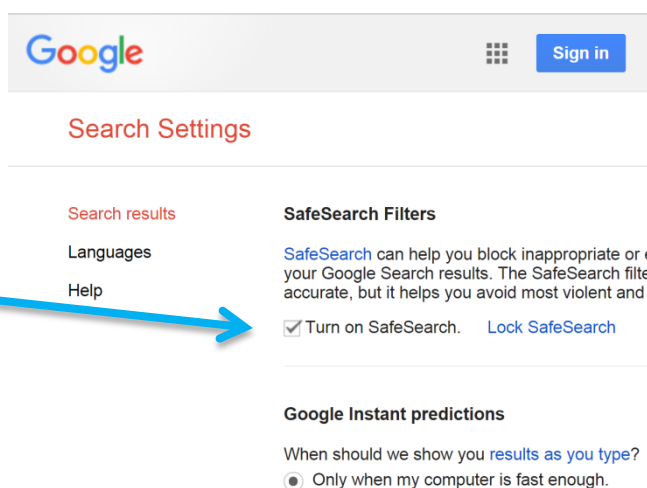 Google
Sign in
Search Settings
Search results
Languages
Help
SafeSearch Filters
SafeSearch can help you block inappropriate or
your Google Search results. The SafeSearch filte
accurate, but it helps you avoid most violent and
Turn on SafeSearch. Lock SafeSearch
Google Instant predictions
When should we show you results as you type?
Only when my computer is fast enough.